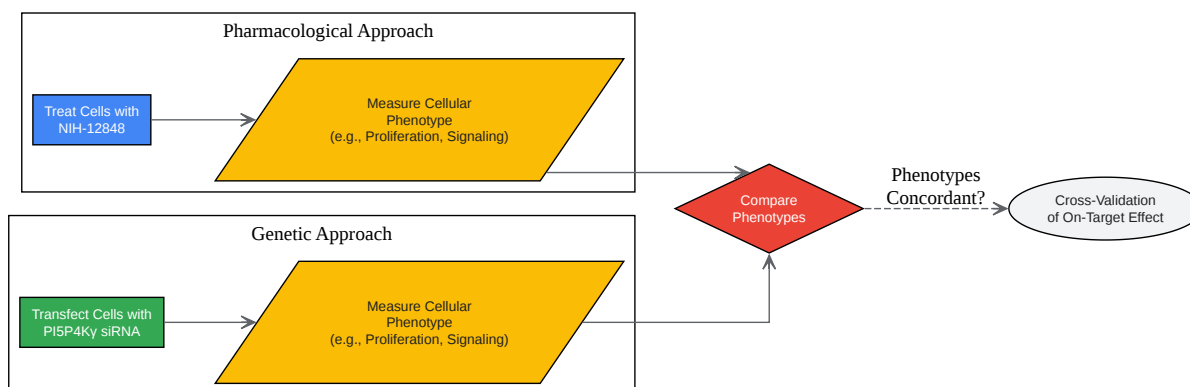 Pharmacological Approach
Treat Cells with
NIH-12848
Measure Cellular
Phenotype
(e.g., Proliferation, Signaling)
Genetic Approach
Transfect Cells with
PI5P4Kγ siRNA
Measure Cellular
Phenotype
(e.g., Proliferation, Signaling)
Compare
Phenotypes
Phenotypes
Concordant?
Cross-Validation
of On-Target Effect